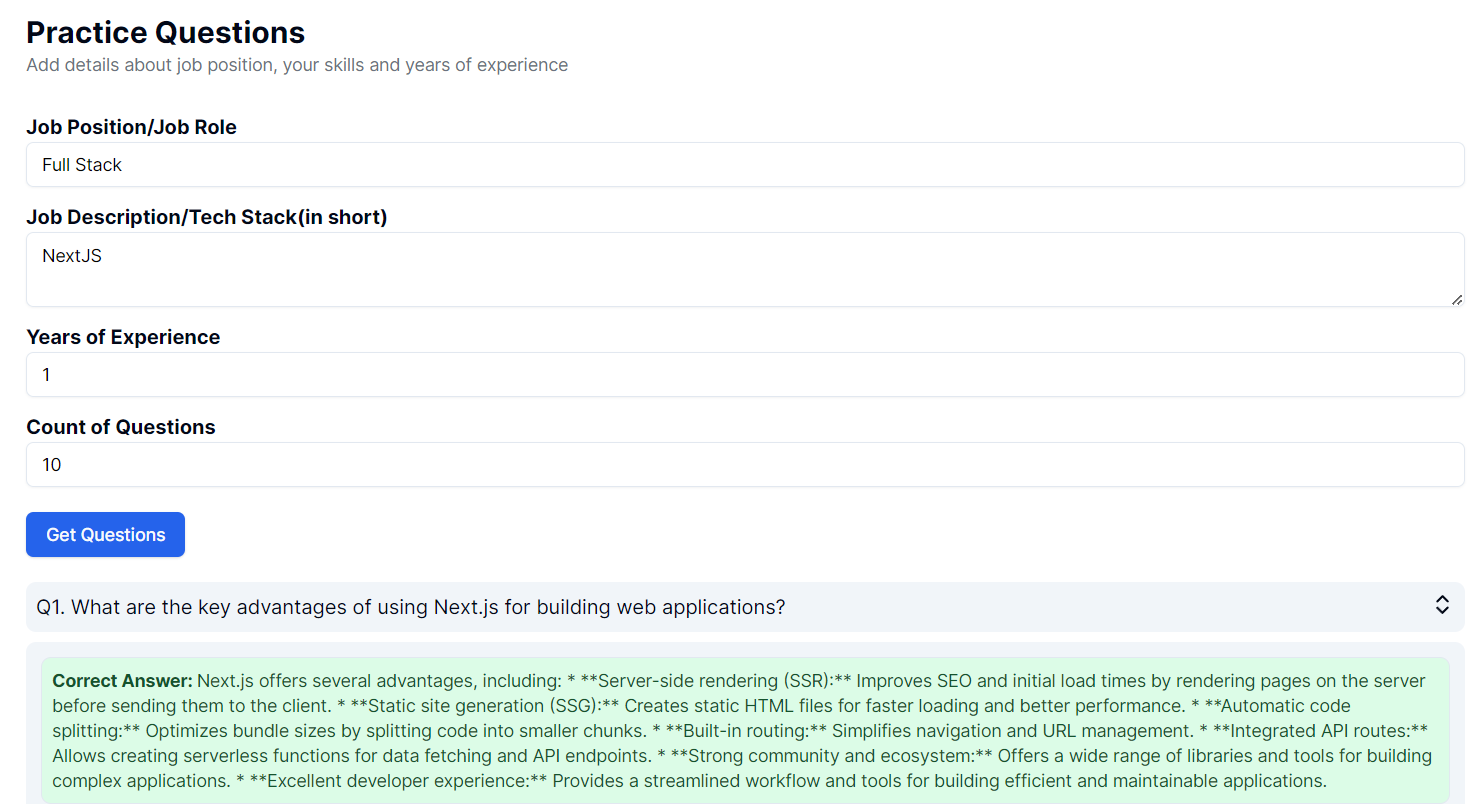 Practice Questions
Add details about job position, your skills and years of experience
Job Position/Job Role
Full Stack
Job Description/Tech Stack(in short)
NextJS
Years of Experience
1
Count of Questions
10
Get Questions
Q1. What are the key advantages of using Next.js for building web applications?
Correct Answer: Next.js offers several advantages, including: * **Server-side rendering (SSR):** Improves SEO and initial load times by rendering pages on the server
before sending them to the client. * **Static site generation (SSG):** Creates static HTML files for faster loading and better performance. * **Automatic code
splitting:** Optimizes bundle sizes by splitting code into smaller chunks. * **Built-in routing:** Simplifies navigation and URL management. * **Integrated API routes:**
Allows creating serverless functions for data fetching and API endpoints. * **Strong community and ecosystem:** Offers a wide range of libraries and tools for building
complex applications. * **Excellent developer experience:** Provides a streamlined workflow and tools for building efficient and maintainable applications.